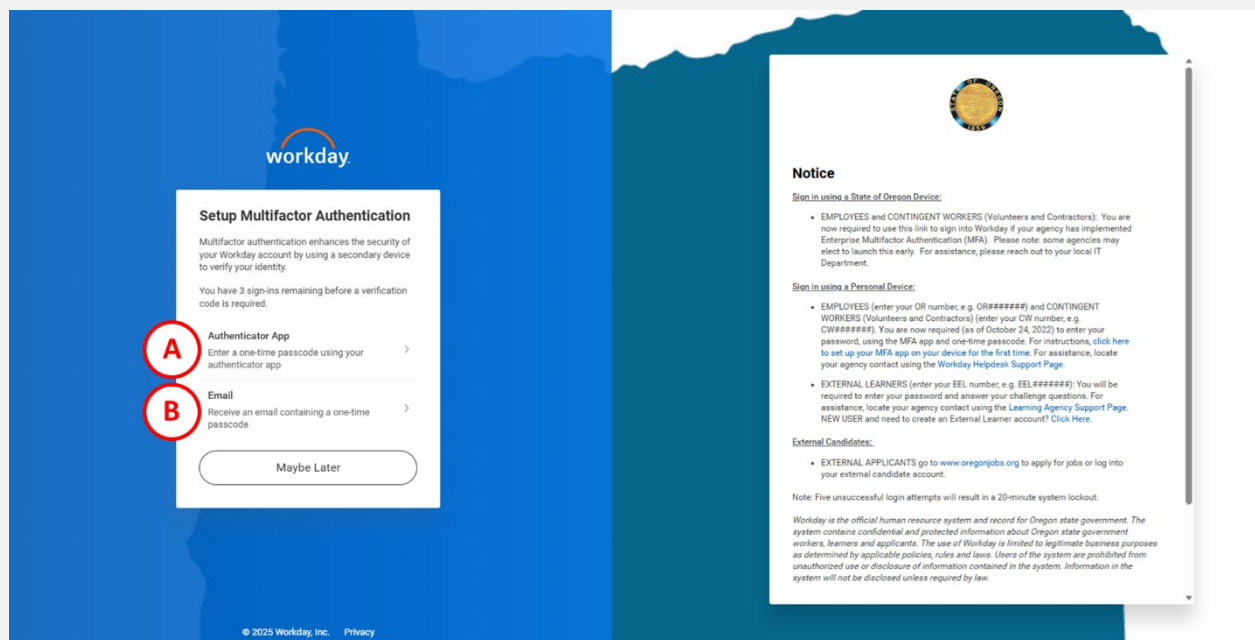 workday.
Setup Multifactor Authentication
Multifactor authentication enhances the security of
your Workday account by using a secondary device
to verify your identity.
You have 3 sign-ins remaining before a verification
code is required.
A
Authenticator App
Enter a one-time passcode using your
authenticator app
B
Email
Receive an email containing a one-time
passcode
Maybe Later
© 2025 Workday, Inc. Privacy
STATE OF OREGON
1859
Notice
Sign in using a State of Oregon Device:
• EMPLOYEES and CONTINGENT WORKERS (Volunteers and Contractors): You are
now required to use this link to sign into Workday if your agency has implemented
Enterprise Multifactor Authentication (MFA). Please note: some agencies may
elect to launch this early. For assistance, please reach out to your local IT
Department.
Sign in using a Personal Device:
• EMPLOYEES (enter your OR number, e.g. OR#######) and CONTINGENT
WORKERS (Volunteers and Contractors) (enter your CW number, e.g.
CW#######). You are now required (as of October 24, 2022) to enter your
password, using the MFA app and one-time passcode. For instructions, click here
to set up your MFA app on your device for the first time. For assistance, locate
your agency contact using the Workday Helpdesk Support Page.
• EXTERNAL LEARNERS (enter your EEL number, e.g. EEL#######): You will be
required to enter your password and answer your challenge questions. For
assistance, locate your agency contact using the Learning Agency Support Page.
NEW USER and need to create an External Learner account? Click Here.
External Candidates:
• EXTERNAL APPLICANTS go to www.oregonjobs.org to apply for jobs or log into
your external candidate account.
Note: Five unsuccessful login attempts will result in a 20-minute system lockout.
Workday is the official human resource system and record for Oregon state government. The
system contains confidential and protected information about Oregon state government
workers, learners and applicants. The use of Workday is limited to legitimate business purposes
as determined by applicable policies, rules and laws. Users of the system are prohibited from
unauthorized use or disclosure of information contained in the system. Information in the
system will not be disclosed unless required by law.